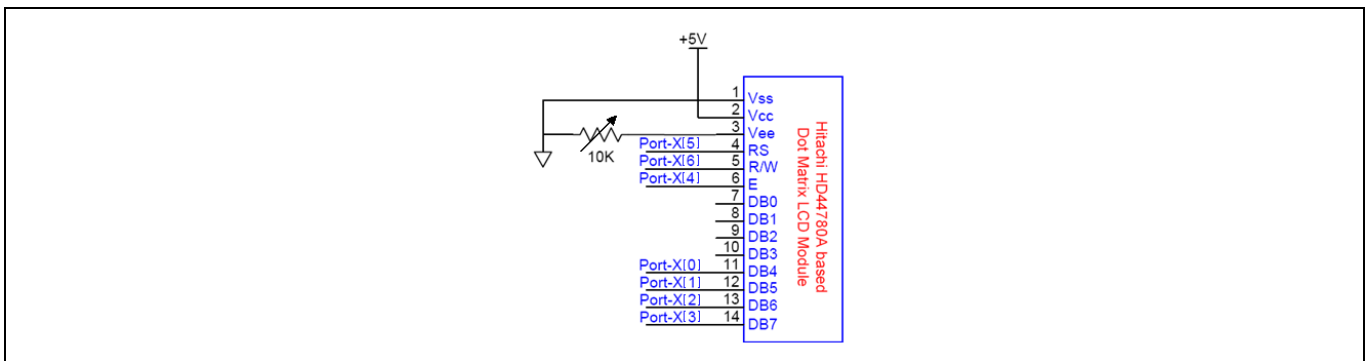 +5V
1 Vss
2 Vcc
3 Vee
10K
Port-X[5] 4 RS
Port-X[6] 5 R/W
Port-X[4] 6 E
7 DB0
8 DB1
9 DB2
10 DB3
Port-X[0] 11 DB4
Port-X[1] 12 DB5
Port-X[2] 13 DB6
Port-X[3] 14 DB7
Hitachi HD44780A based
Dot Matrix LCD Module